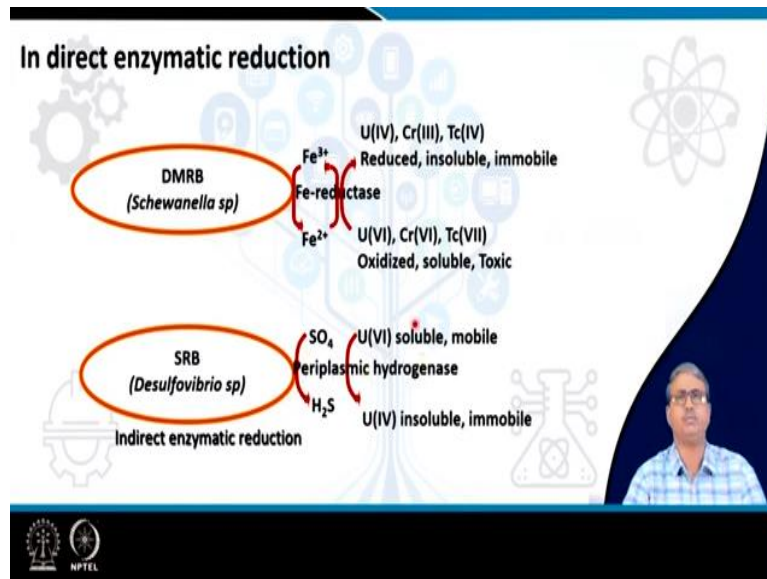 In direct enzymatic reduction
DMRB
(Schewanella sp)
Fe³⁺
Fe-reductase
Fe²⁺
U(IV), Cr(III), Tc(IV)
Reduced, insoluble, immobile
U(VI), Cr(VI), Tc(VII)
Oxidized, soluble, Toxic
SRB
(Desulfovibrio sp)
SO₄
Periplasmic hydrogenase
H₂S
U(VI) soluble, mobile
U(IV) insoluble, immobile
Indirect enzymatic reduction
NPTEL